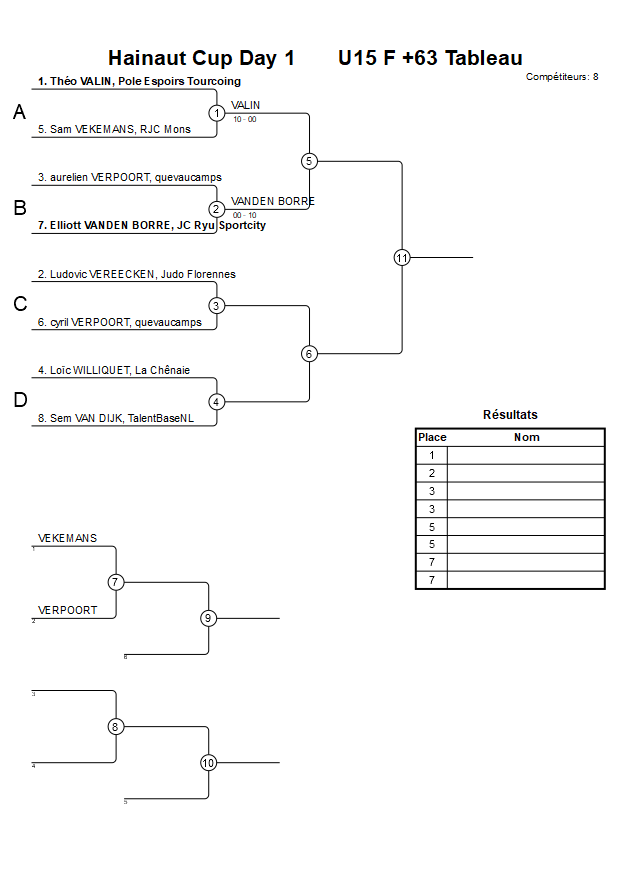 Hainaut Cup Day 1 U15 F +63 Tableau
Compétiteurs: 8
1. Théo VALIN, Pole Espoirs Tourcoing
A
1
VALIN
10 - 00
5. Sam VEKEMANS, RJC Mons
5
3. aurelien VERPOORT, quevaucamps
B
2
VANDEN BORRE
00 - 10
7. Elliott VANDEN BORRE, JC Ryu Sportcity
11
2. Ludovic VEREECKEN, Judo Florennes
C
3
6. cyril VERPOORT, quevaucamps
6
4. Loïc WILLIQUET, La Chênaie
D
4
8. Sem VAN DIJK, TalentBaseNL
Résultats
Place Nom
1
2
3
3
5
5
7
7
VEKEMANS
1
7
VERPOORT
2
9
6
3
8
4
10
5